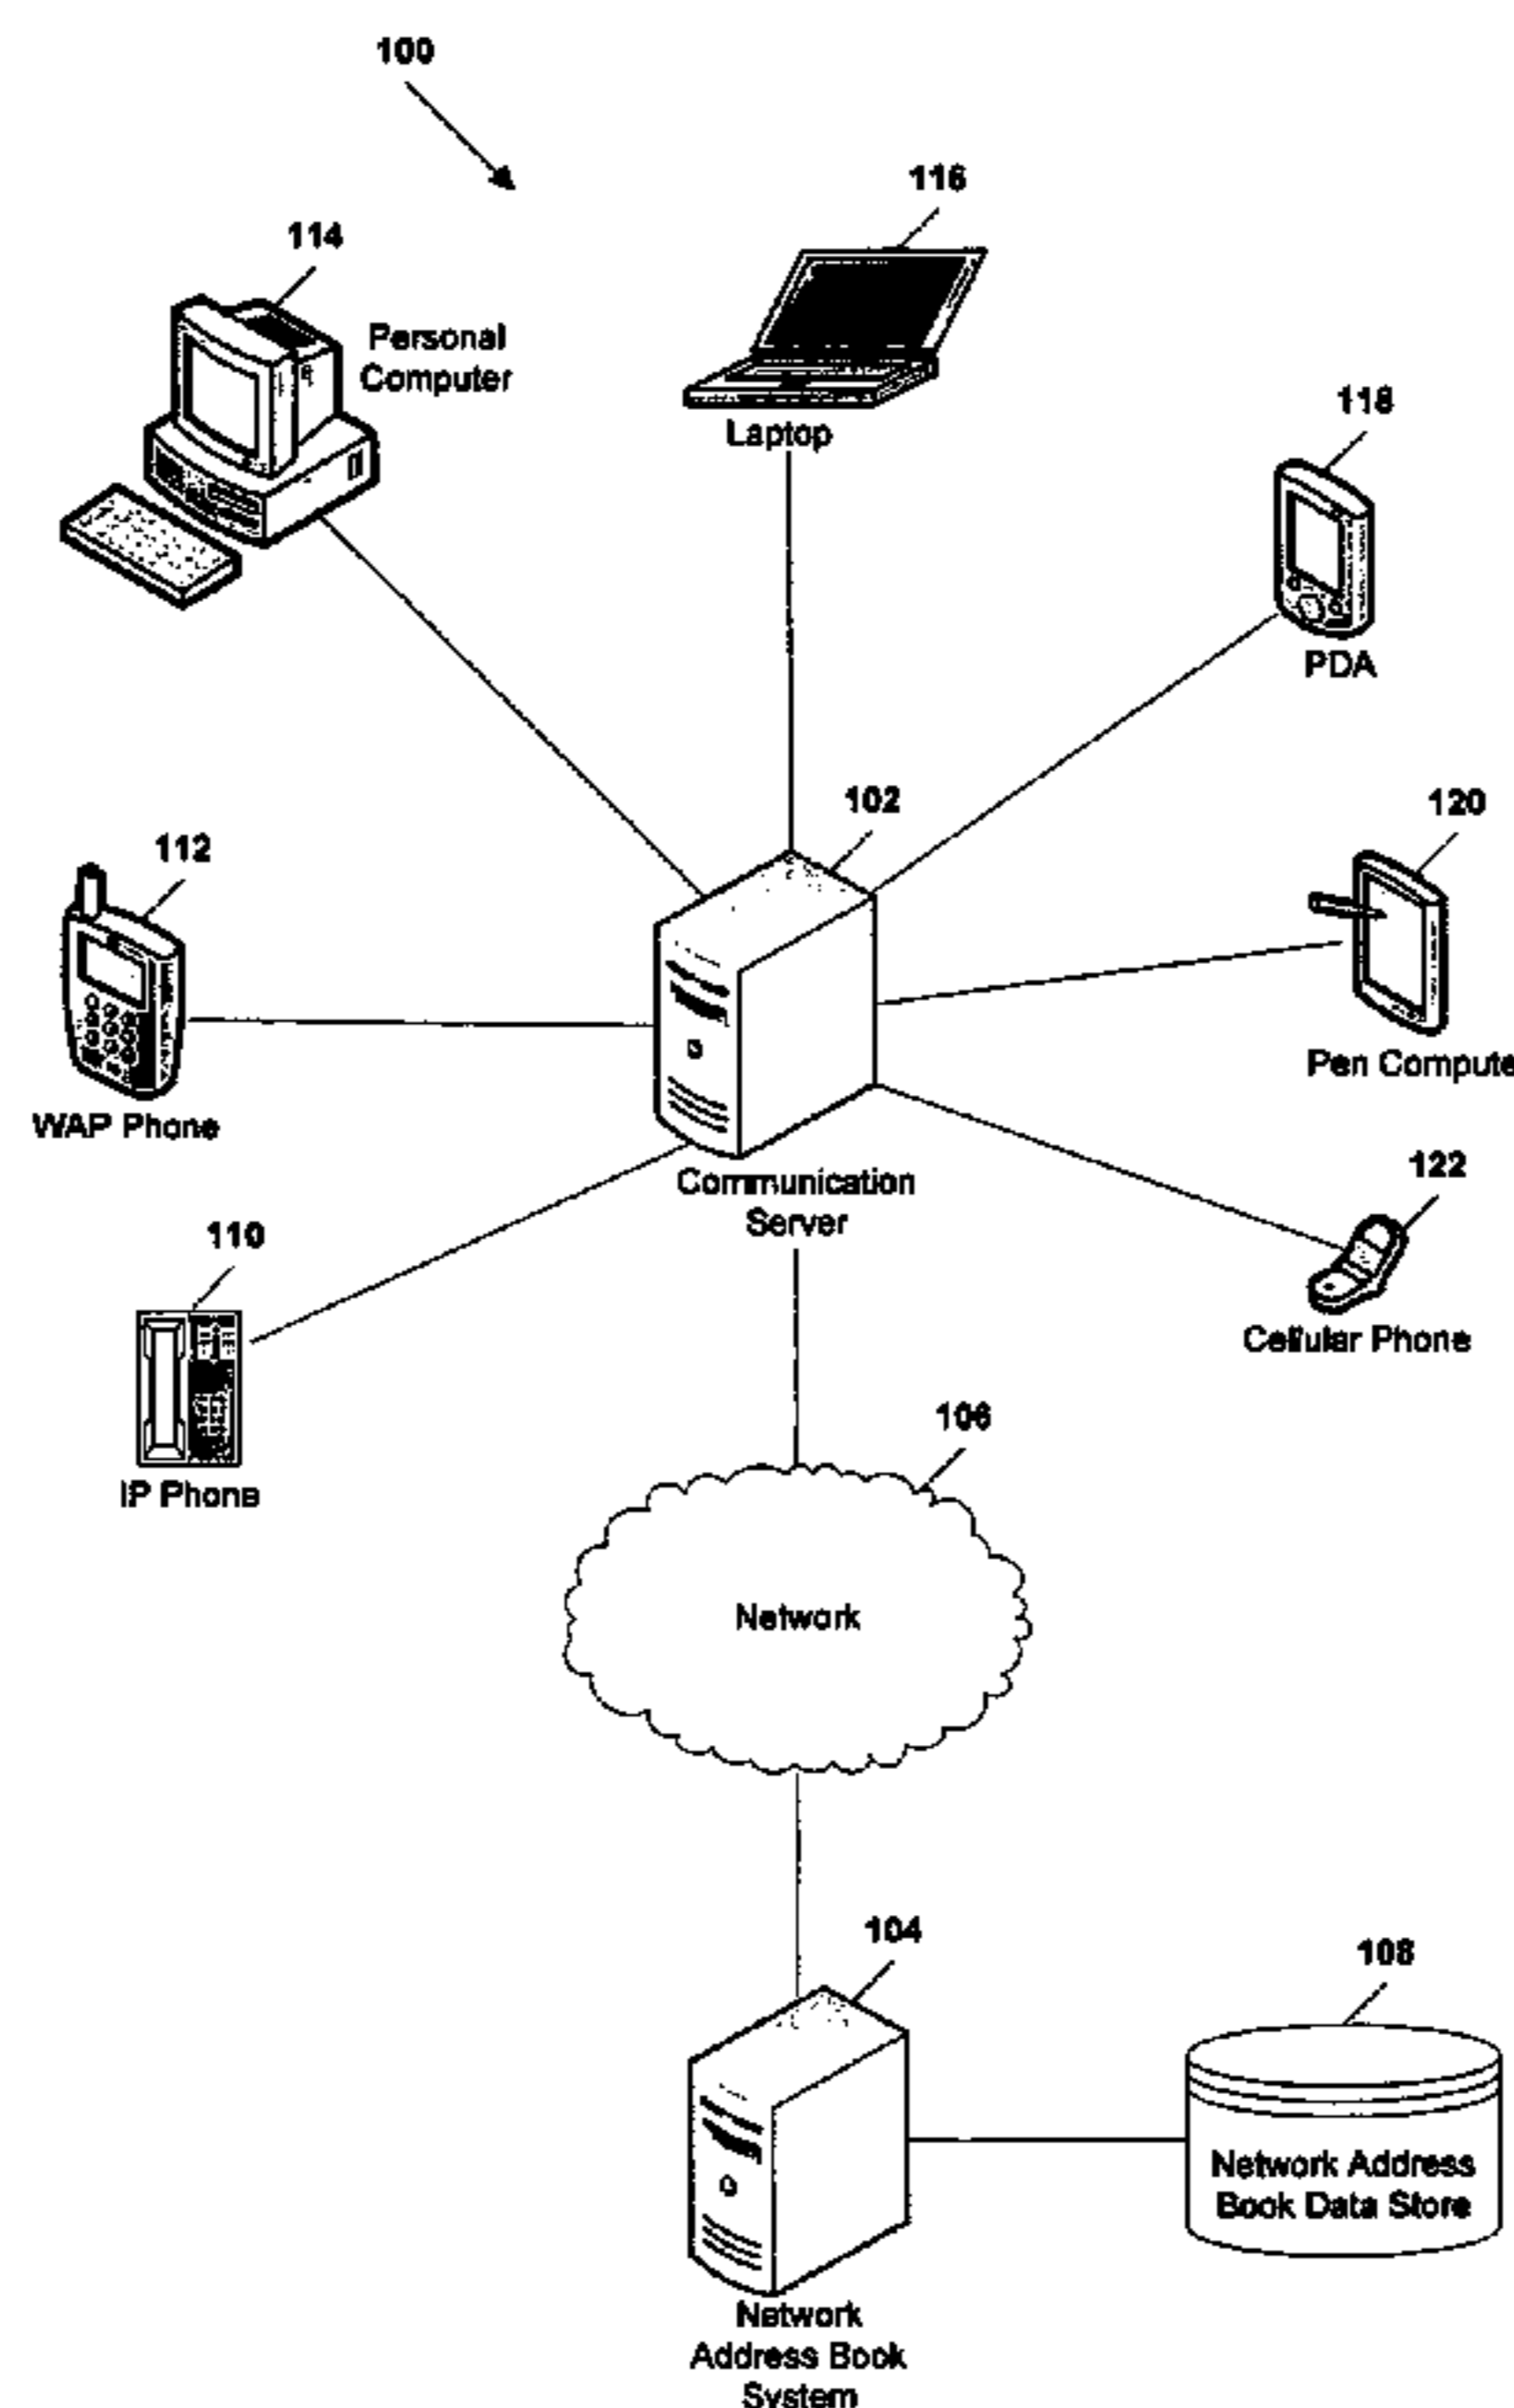 100
116
114
Personal
Computer
Laptop
118
PDA
102
120
112
Pen Compute
WAP Phone
Communication
Server
122
110
Cellular Phone
106
IP Phone
Network
104
108
Network Address
Book Data Store
Network
Address Book
System